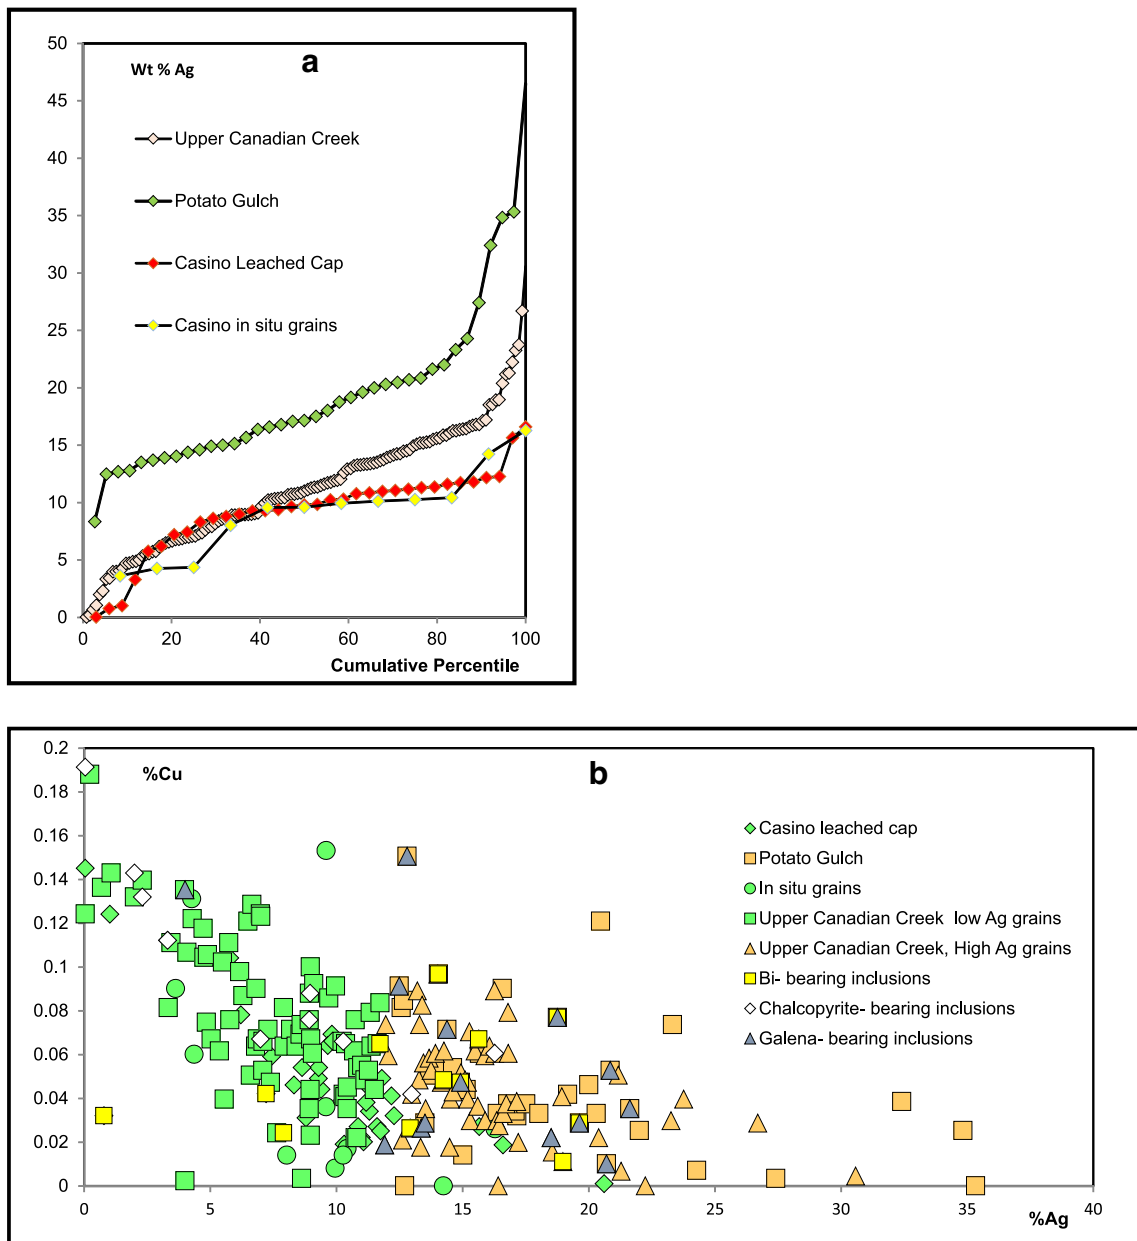 a
Wt % Ag
Upper Canadian Creek
Potato Gulch
Casino Leached Cap
Casino in situ grains
50
45
40
35
30
25
20
15
10
5
0
0 20 40 60 80 100
Cumulative Percentile
b
%Cu
0.2
0.18
0.16
0.14
0.12
0.1
0.08
0.06
0.04
0.02
0
Casino leached cap
Potato Gulch
In situ grains
Upper Canadian Creek low Ag grains
Upper Canadian Creek, High Ag grains
Bi- bearing inclusions
Chalcopyrite- bearing inclusions
Galena- bearing inclusions
0 5 10 15 20 25 30 35 40
%Ag